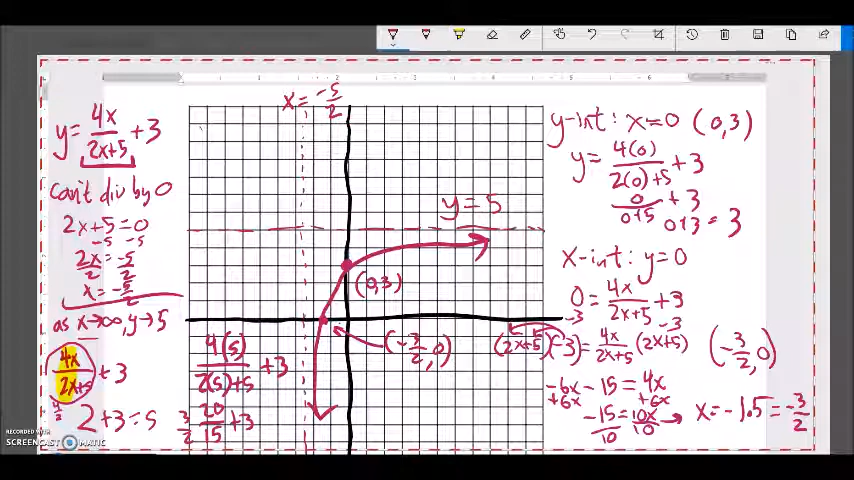 y = 4x/2x+5 + 3
Can't div by 0
2x+5=0
-5 -5
2x/2 = -5/2
x = -5/2
as x→∞, y→5
4x/2x+5 + 3
4/2
2+3=5
x = -5/2
y=5
(0,3)
(-3/2, 0)
4(5)/2(5)+5 + 3
20/15 + 3
y-int: x=0 (0,3)
y = 4(0)/2(0)+5 + 3
0/0+5 + 3
0+3 = 3
x-int: y=0
0 = 4x/2x+5 + 3
-3 -3
(2x+5)(-3) = 4x/2x+5 (2x+5)
(-3/2, 0)
-6x - 15 = 4x
+6x +6x
-15/10 = 10x/10 → x = -1.5 = -3/2
RECORDED WITH
SCREENCAST MATIC